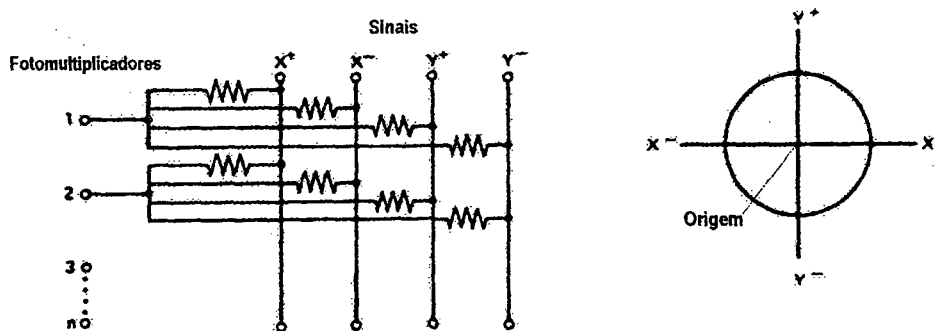 Sinais
Fotomultiplicadores
X+ X- Y+ Y-
1
2
3
n
Y+
X- X
Origem
Y-